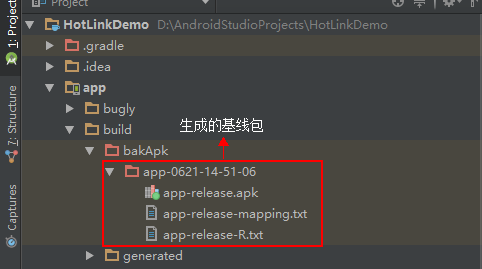 Project
HotLinkDemo D:\AndroidStudioProjects\HotLinkDemo
.gradle
.idea
app
bugly
build
生成的基线包
bakApk
app-0621-14-51-06
app-release.apk
app-release-mapping.txt
app-release-R.txt
generated
1: Project
7: Structure
Captures